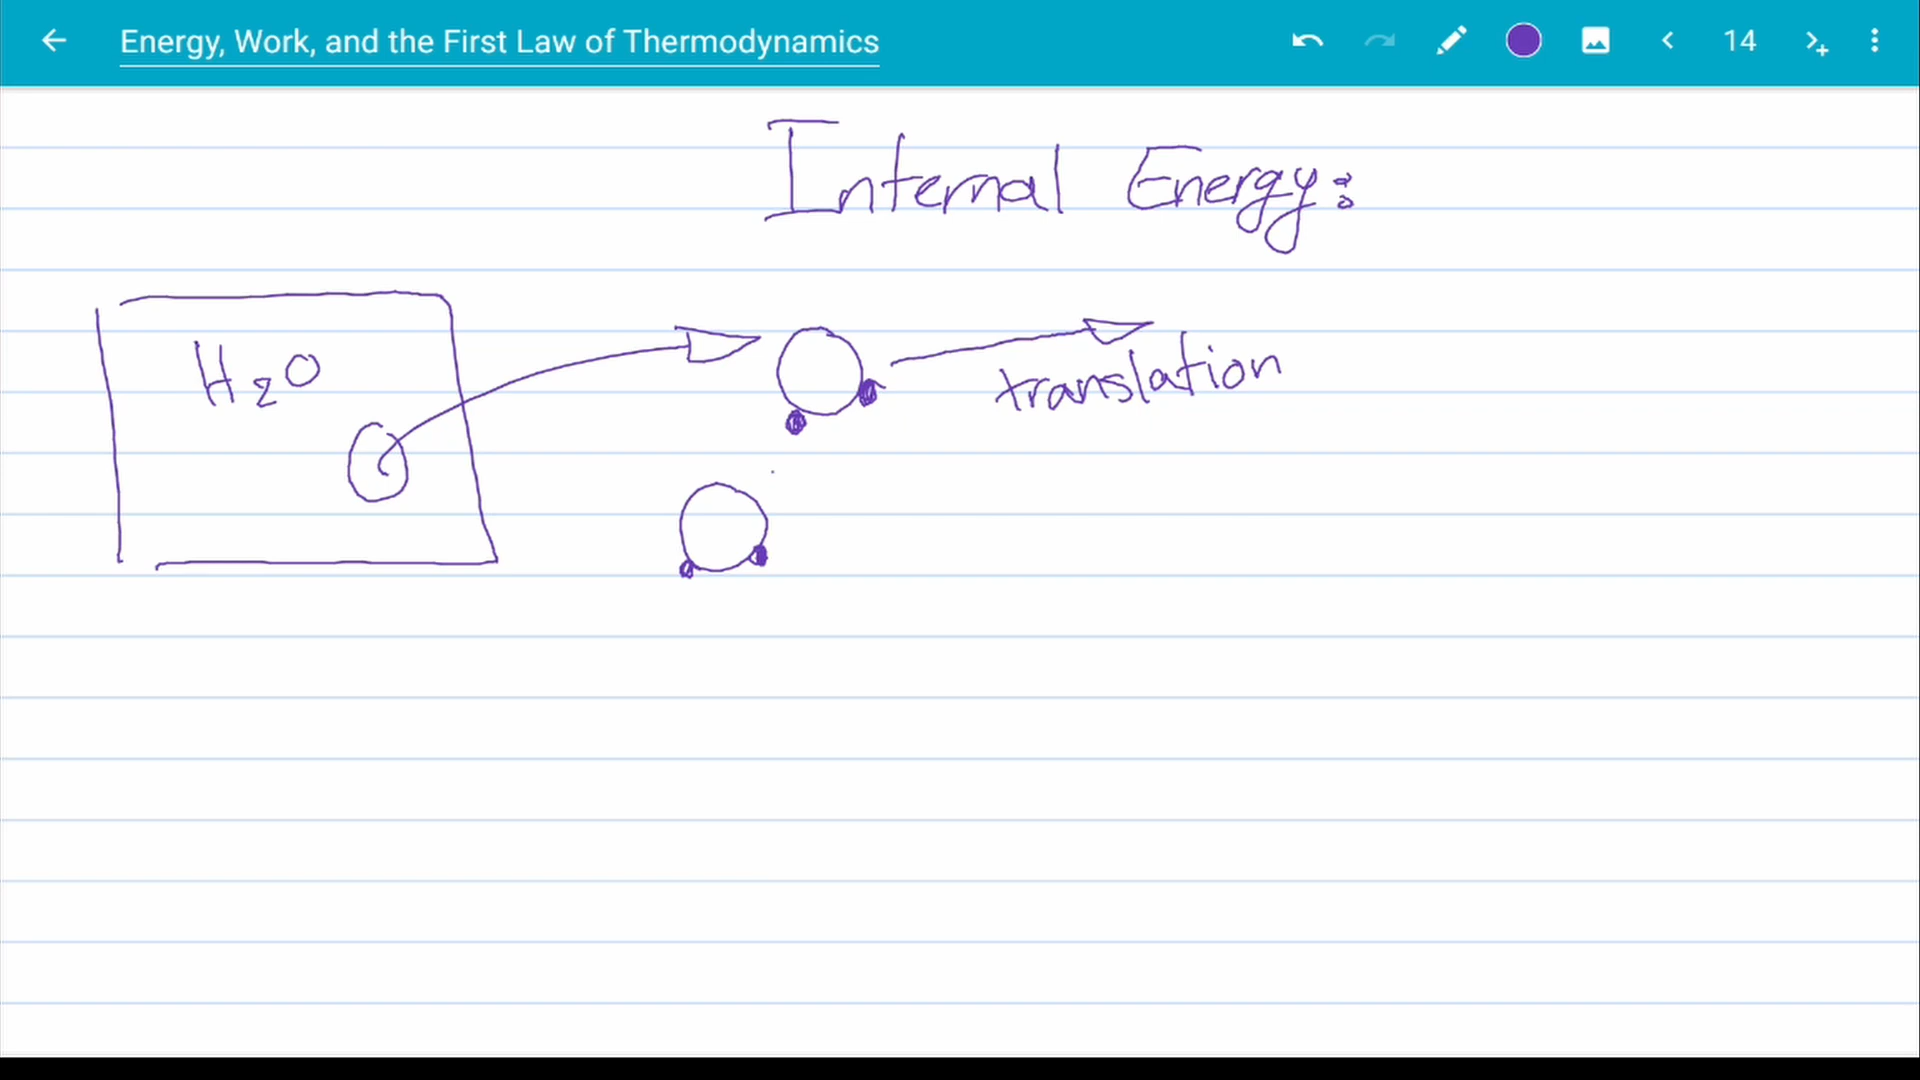 Energy, Work, and the First Law of Thermodynamics
14
Internal Energy:
H₂O
translation